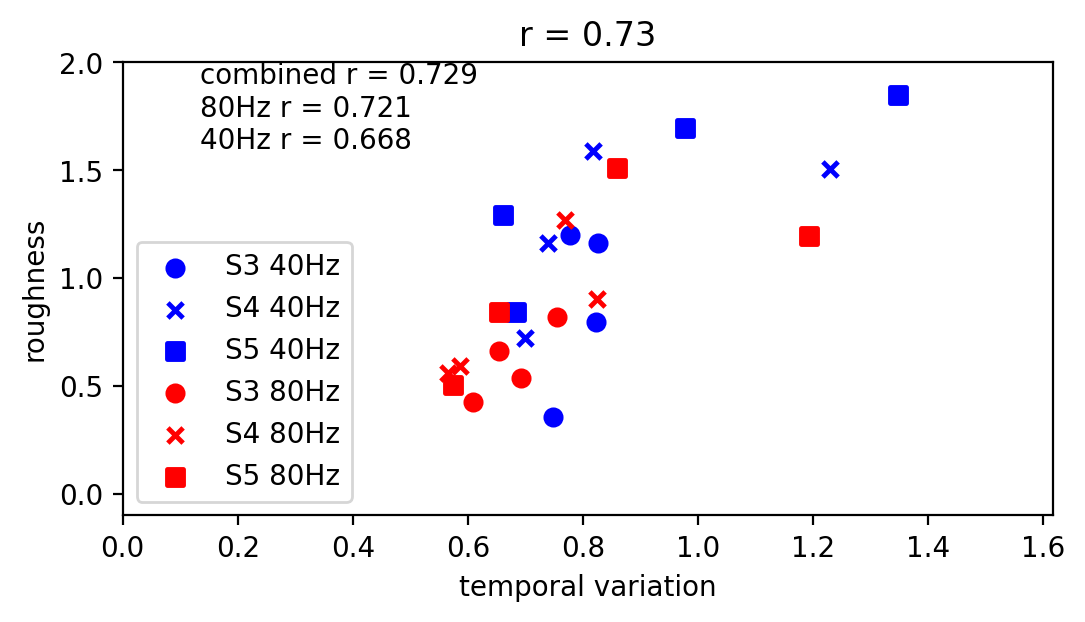 r = 0.73
combined r = 0.729
80Hz r = 0.721
40Hz r = 0.668
2.0
1.5
1.0
0.5
0.0
roughness
S3 40Hz
S4 40Hz
S5 40Hz
S3 80Hz
S4 80Hz
S5 80Hz
0.0 0.2 0.4 0.6 0.8 1.0 1.2 1.4 1.6
temporal variation